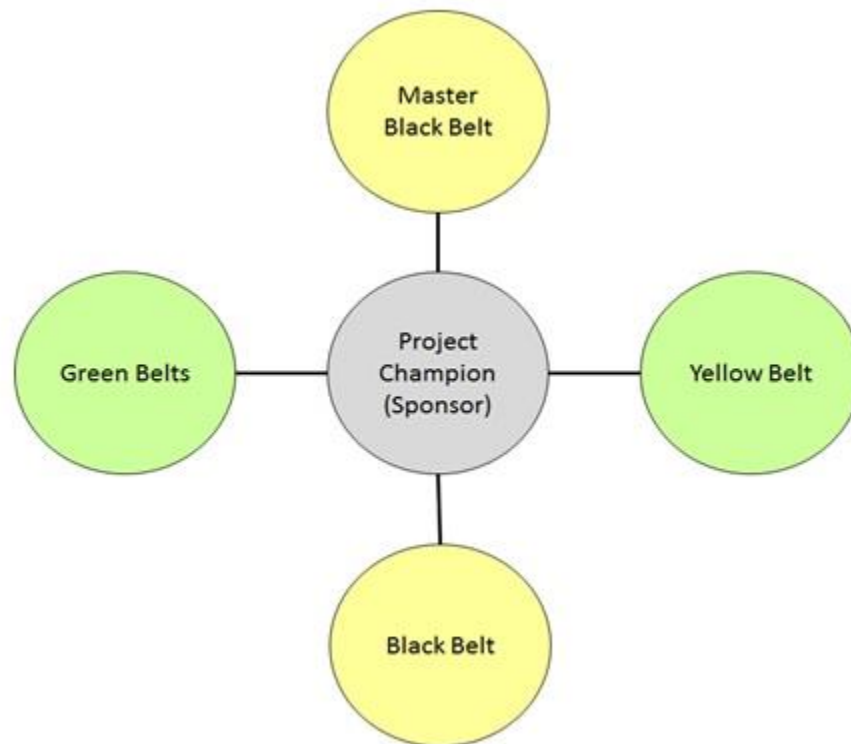 Master
Black Belt
Green Belts
Project
Champion
(Sponsor)
Yellow Belt
Black Belt